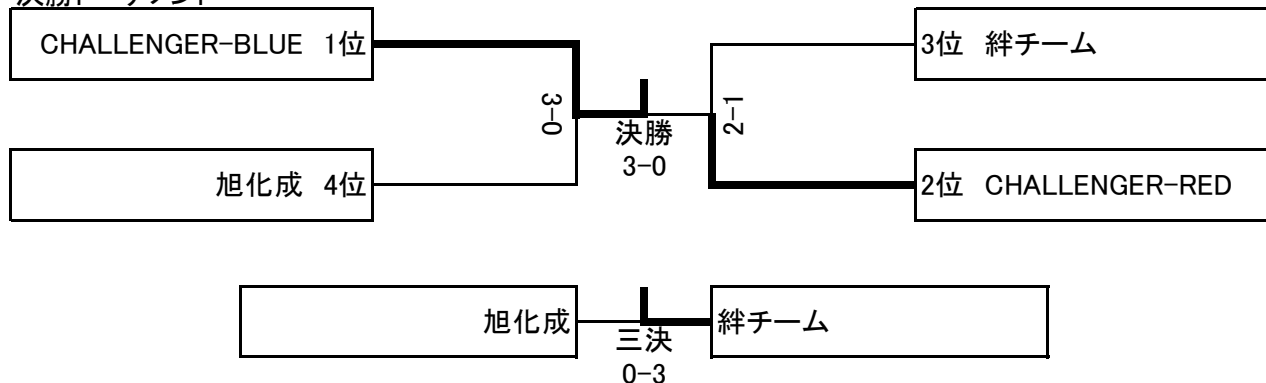 CHALLENGER-BLUE 1位
3位 絆チーム
3-0
2-1
決勝
3-0
旭化成 4位
2位 CHALLENGER-RED
旭化成
絆チーム
三決
0-3